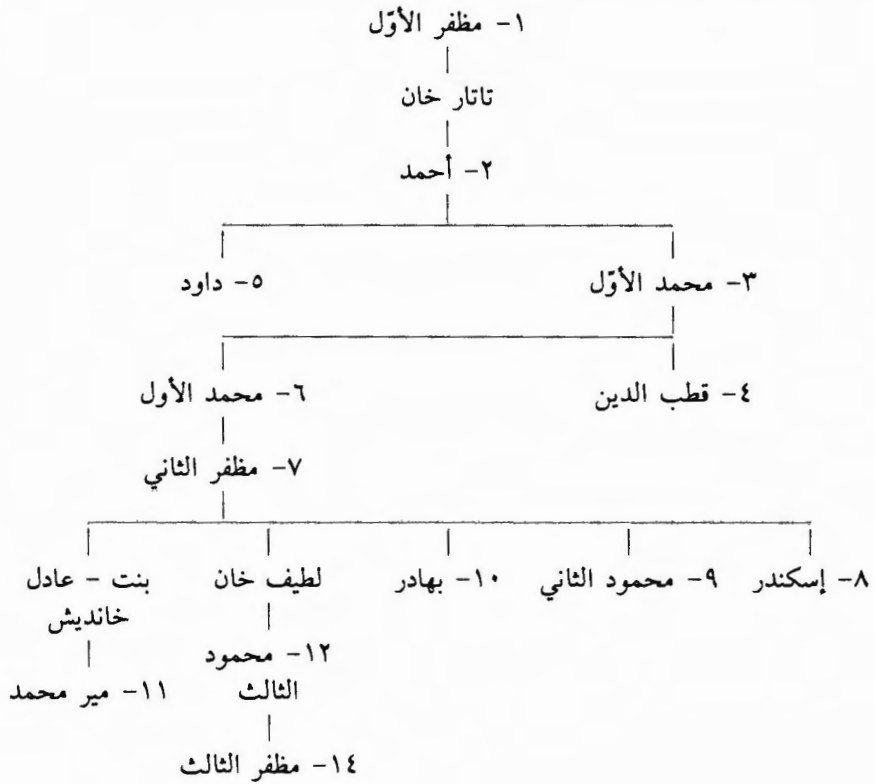 ١- مظفر الأوّل
تاتار خان
٢- أحمد
٣- محمد الأوّل
٥- داود
٤- قطب الدين
٦- محمد الأول
٧- مظفر الثاني
٨- إسكندر
٩- محمود الثاني
١٠- بهادر
لطيف خان
بنت - عادل
خانديش
١٢- محمود
الثالث
١١- مير محمد
١٤- مظفر الثالث